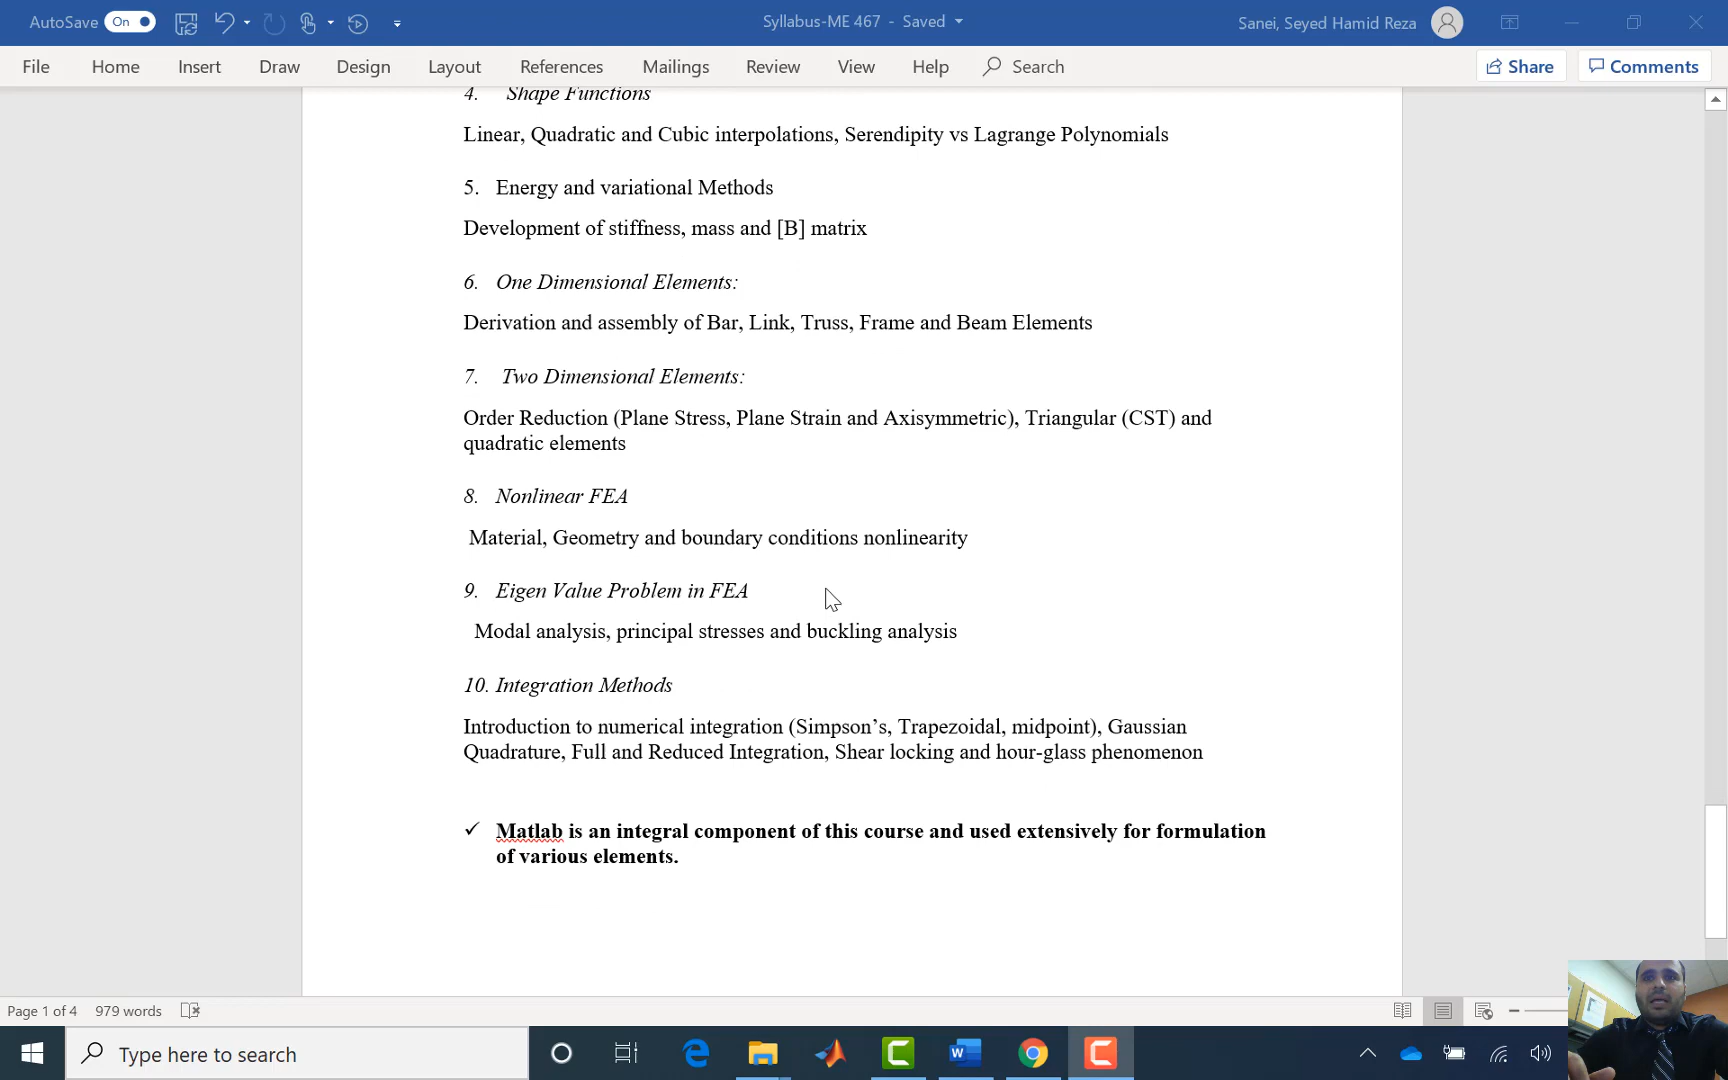 AutoSave On
Syllabus-ME 467 - Saved
Sanei, Seyed Hamid Reza
File Home Insert Draw Design Layout References Mailings Review View Help Search
Share Comments
4. Shape Functions
Linear, Quadratic and Cubic interpolations, Serendipity vs Lagrange Polynomials
5. Energy and variational Methods
Development of stiffness, mass and [B] matrix
6. One Dimensional Elements:
Derivation and assembly of Bar, Link, Truss, Frame and Beam Elements
7. Two Dimensional Elements:
Order Reduction (Plane Stress, Plane Strain and Axisymmetric), Triangular (CST) and
quadratic elements
8. Nonlinear FEA
Material, Geometry and boundary conditions nonlinearity
9. Eigen Value Problem in FEA
Modal analysis, principal stresses and buckling analysis
10. Integration Methods
Introduction to numerical integration (Simpson’s, Trapezoidal, midpoint), Gaussian
Quadrature, Full and Reduced Integration, Shear locking and hour-glass phenomenon
✓ Matlab is an integral component of this course and used extensively for formulation
of various elements.
Page 1 of 4 979 words
Type here to search